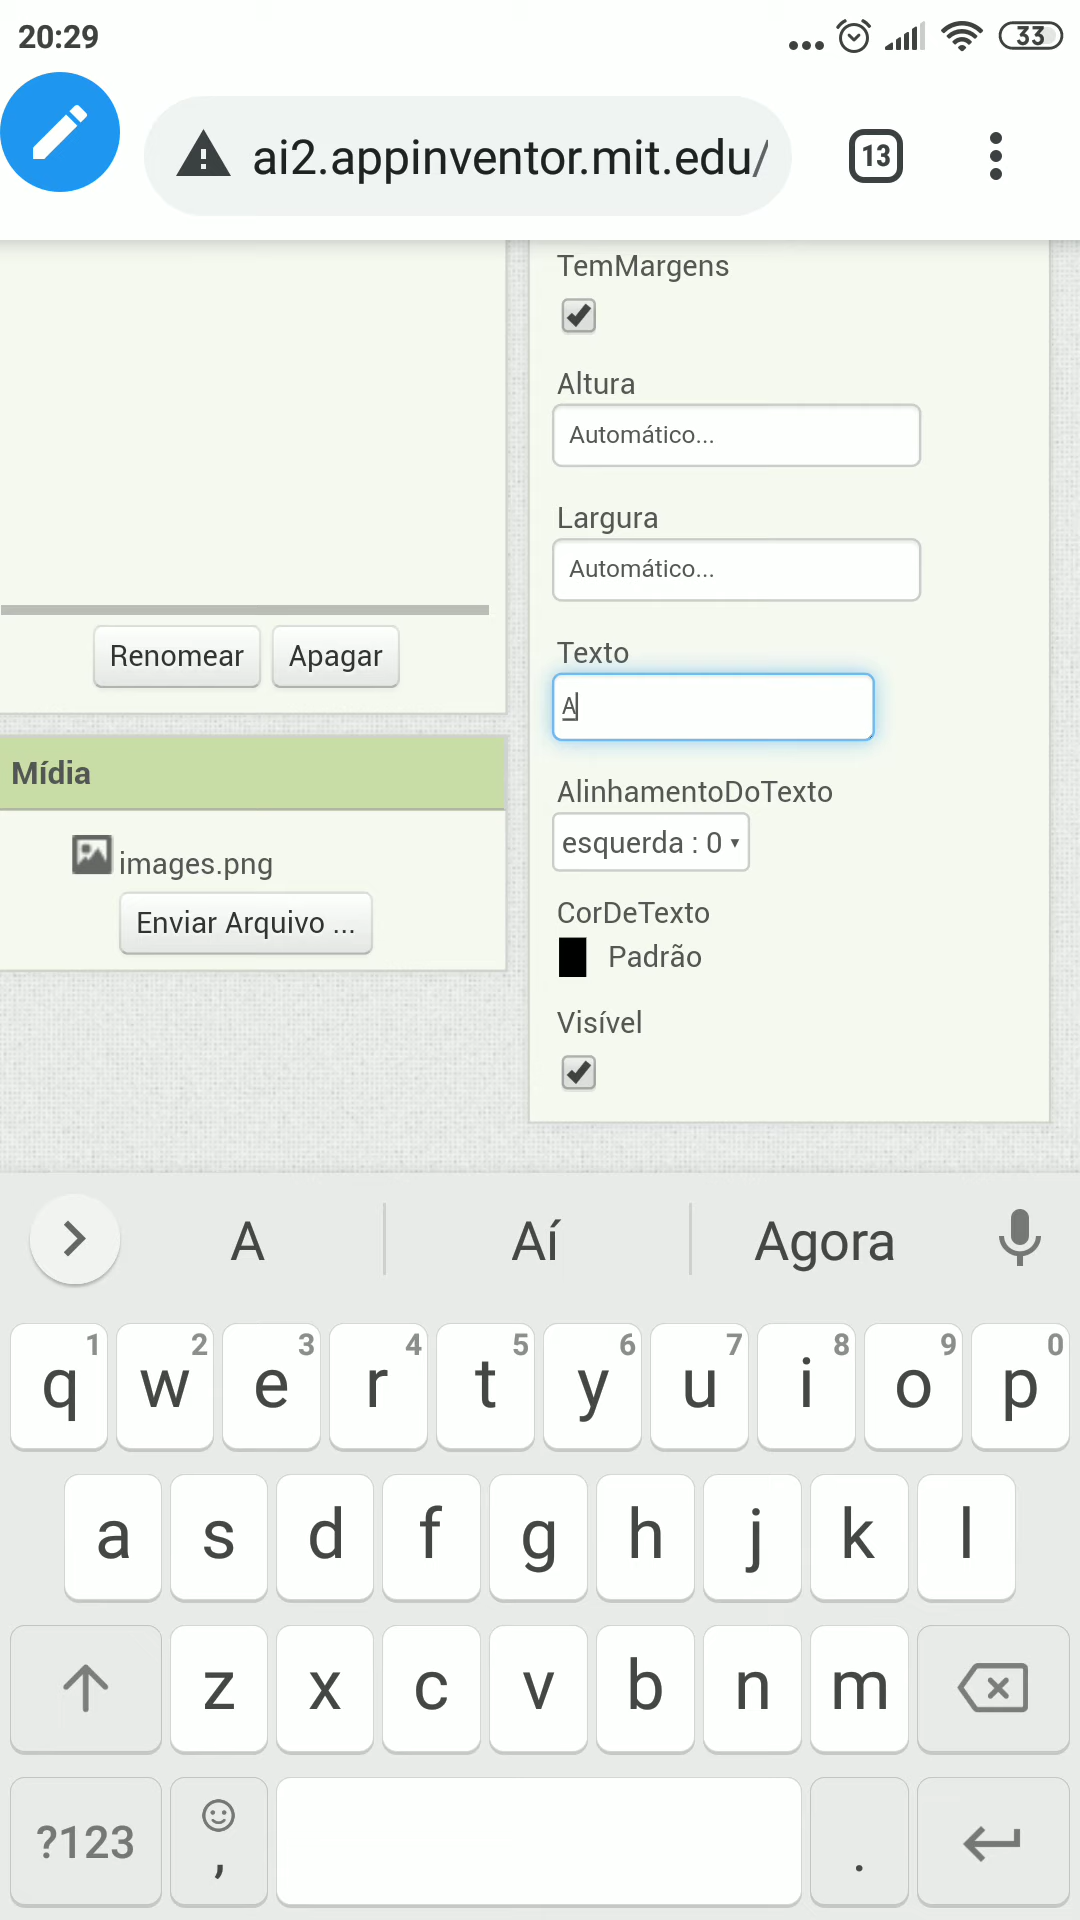 20:29
33
ai2.appinventor.mit.edu/
13
TemMargens
Altura
Automático...
Largura
Automático...
Renomear
Apagar
Texto
A
Mídia
AlinhamentoDoTexto
esquerda : 0
images.png
Enviar Arquivo ...
CorDeTexto
Padrão
Visível
A
Aí
Agora
1 2 3 4 5 6 7 8 9 0
q w e r t y u i o p
a s d f g h j k l
z x c v b n m
?123 , .